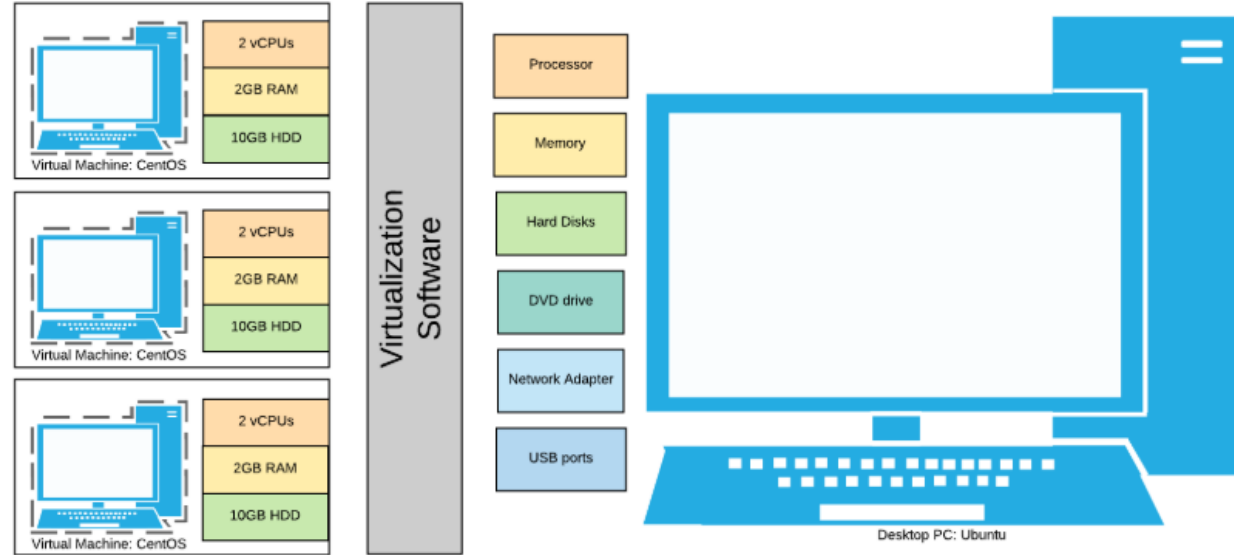 2 vCPUs
2GB RAM
10GB HDD
Virtual Machine: CentOS
2 vCPUs
2GB RAM
10GB HDD
Virtual Machine: CentOS
2 vCPUs
2GB RAM
10GB HDD
Virtual Machine: CentOS
Virtualization
Software
Processor
Memory
Hard Disks
DVD drive
Network Adapter
USB ports
Desktop PC: Ubuntu